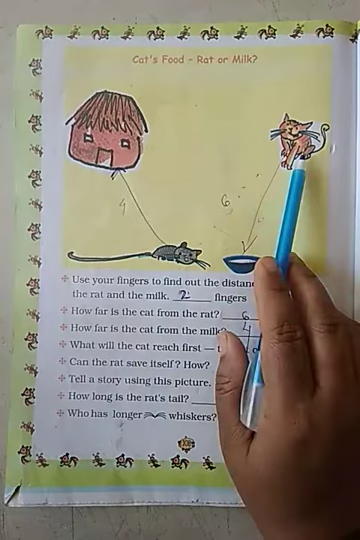 Cat's Food – Rat or Milk?
6
4
Use your fingers to find out the
the rat and the milk. 2 fingers
How far is the cat from the rat? 6
How far is the cat from the milk? 4
What will the cat reach first —
Can the rat save itself? How?
Tell a story using this picture.
How long is the rat's tail?
Who has longer whiskers?